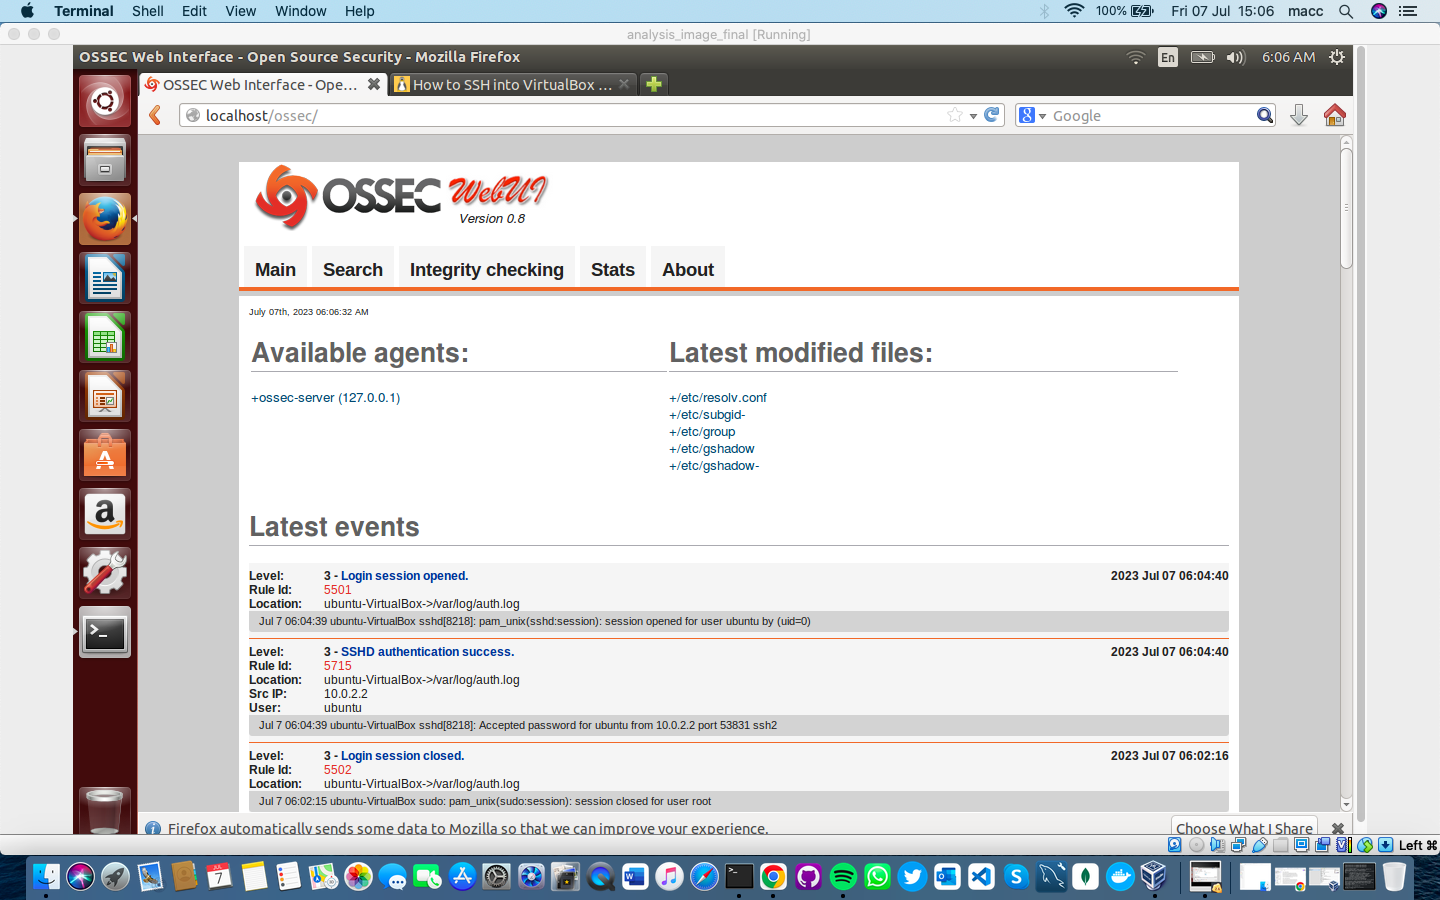 Terminal Shell Edit View Window Help 100% Fri 07 Jul 15:06 macc
analysis_image_final [Running]
OSSEC Web Interface - Open Source Security - Mozilla Firefox En 6:06 AM
OSSEC Web Interface - Ope... How to SSH into VirtualBox ...
localhost/ossec/ Google
OSSEC WebUI
Version 0.8
Main Search Integrity checking Stats About
July 07th, 2023 06:06:32 AM
Available agents: Latest modified files:
+ossec-server (127.0.0.1) +/etc/resolv.conf
+/etc/subgid-
+/etc/group
+/etc/gshadow
+/etc/gshadow-
Latest events
Level: 3 - Login session opened. 2023 Jul 07 06:04:40
Rule Id: 5501
Location: ubuntu-VirtualBox->/var/log/auth.log
Jul 7 06:04:39 ubuntu-VirtualBox sshd[8218]: pam_unix(sshd:session): session opened for user ubuntu by (uid=0)
Level: 3 - SSHD authentication success. 2023 Jul 07 06:04:40
Rule Id: 5715
Location: ubuntu-VirtualBox->/var/log/auth.log
Src IP: 10.0.2.2
User: ubuntu
Jul 7 06:04:39 ubuntu-VirtualBox sshd[8218]: Accepted password for ubuntu from 10.0.2.2 port 53831 ssh2
Level: 3 - Login session closed. 2023 Jul 07 06:02:16
Rule Id: 5502
Location: ubuntu-VirtualBox->/var/log/auth.log
Jul 7 06:02:15 ubuntu-VirtualBox sudo: pam_unix(sudo:session): session closed for user root
Firefox automatically sends some data to Mozilla so that we can improve your experience. Choose What I Share
Left ⌘